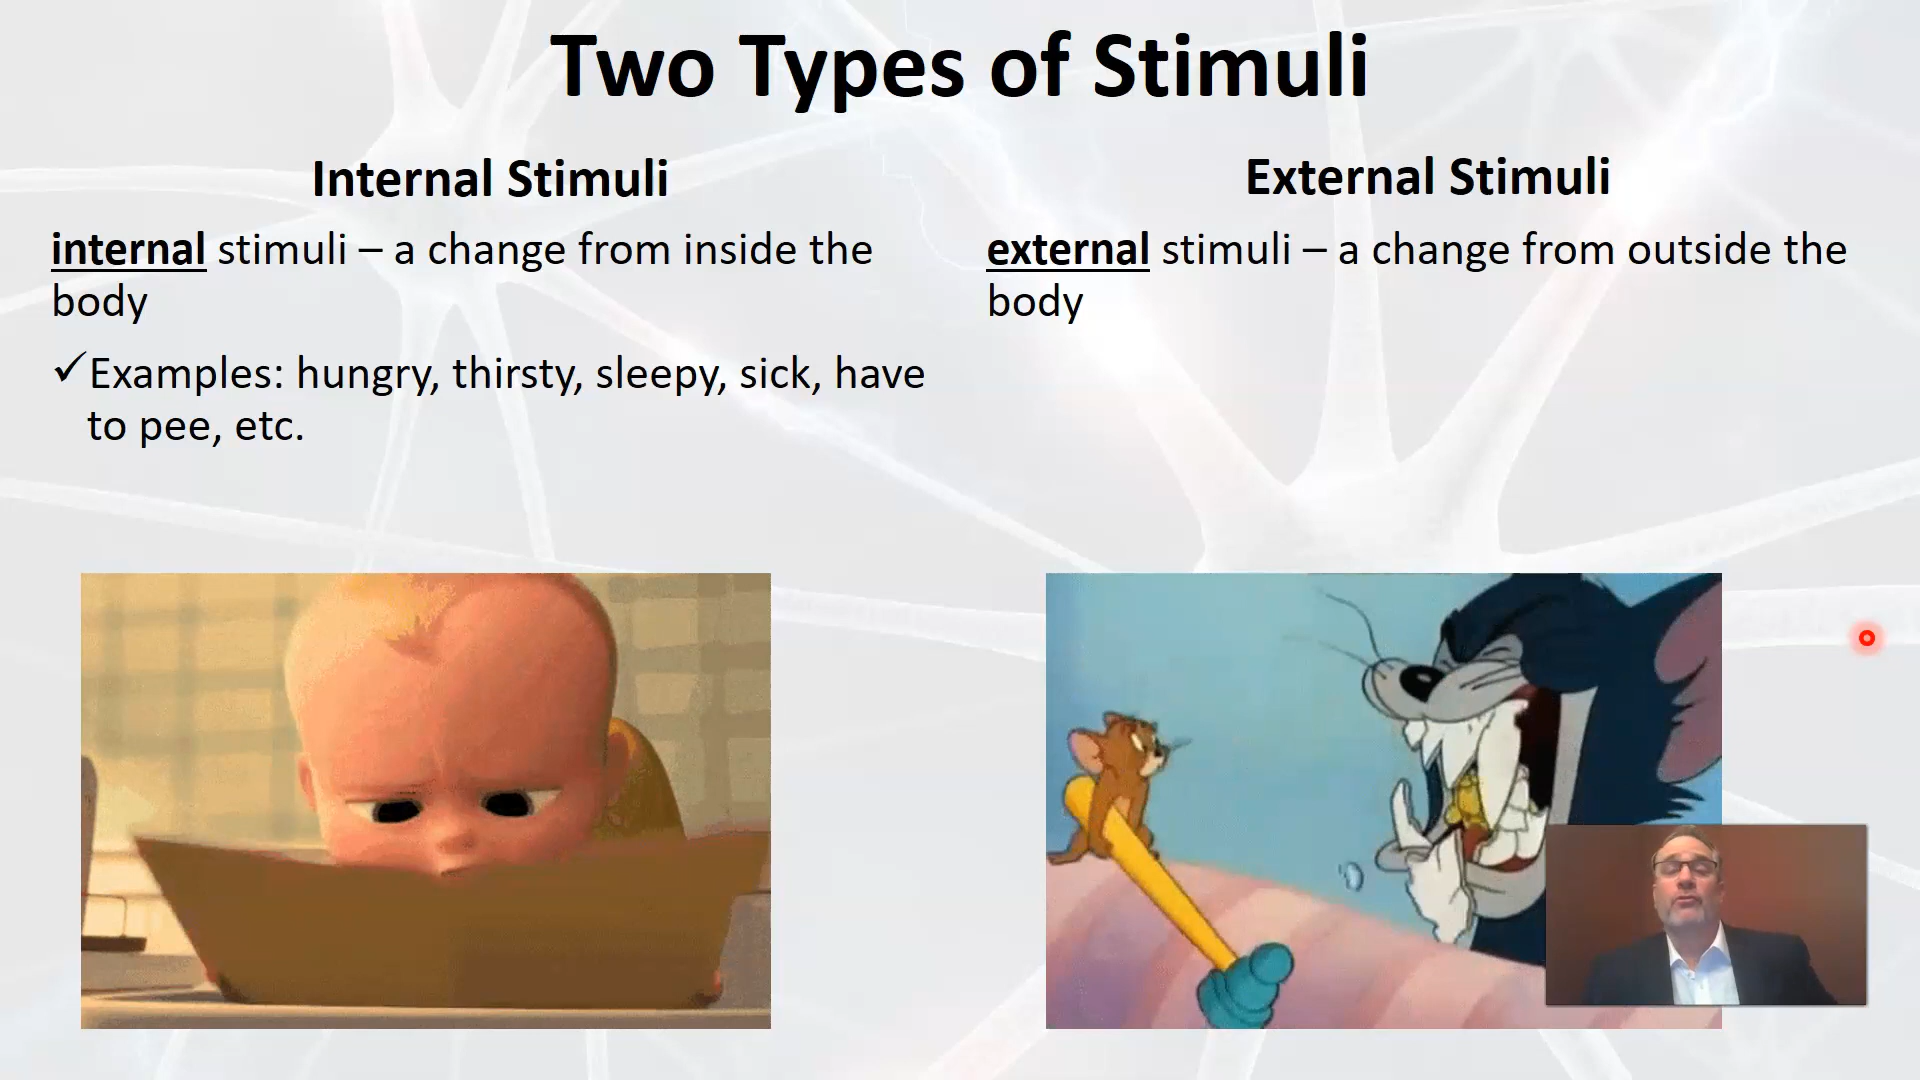 Two Types of Stimuli
Internal Stimuli
internal stimuli – a change from inside the
body
✓Examples: hungry, thirsty, sleepy, sick, have
to pee, etc.
External Stimuli
external stimuli – a change from outside the
body